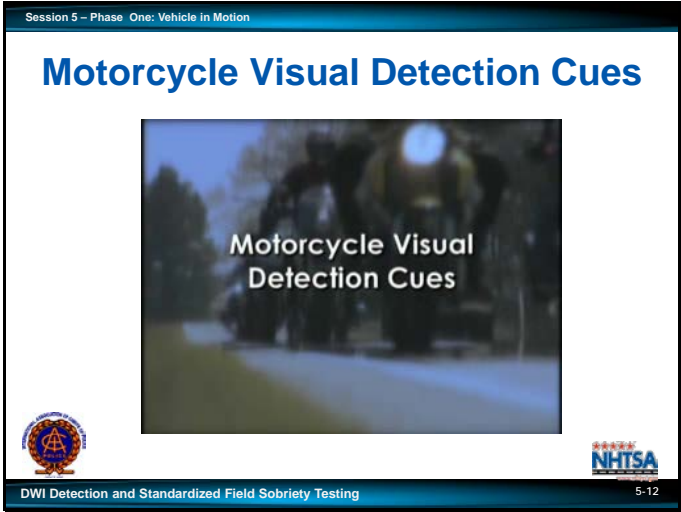 Session 5 – Phase One: Vehicle in Motion
Motorcycle Visual Detection Cues
Motorcycle Visual
Detection Cues
POLICE
NHTSA
DWI Detection and Standardized Field Sobriety Testing
5-12